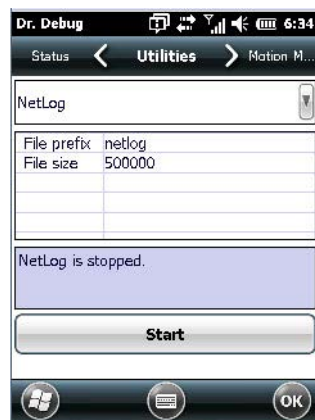 Dr. Debug 6:34
Status Utilities Motion M...
NetLog
File prefix netlog
File size 500000
NetLog is stopped.
Start
OK